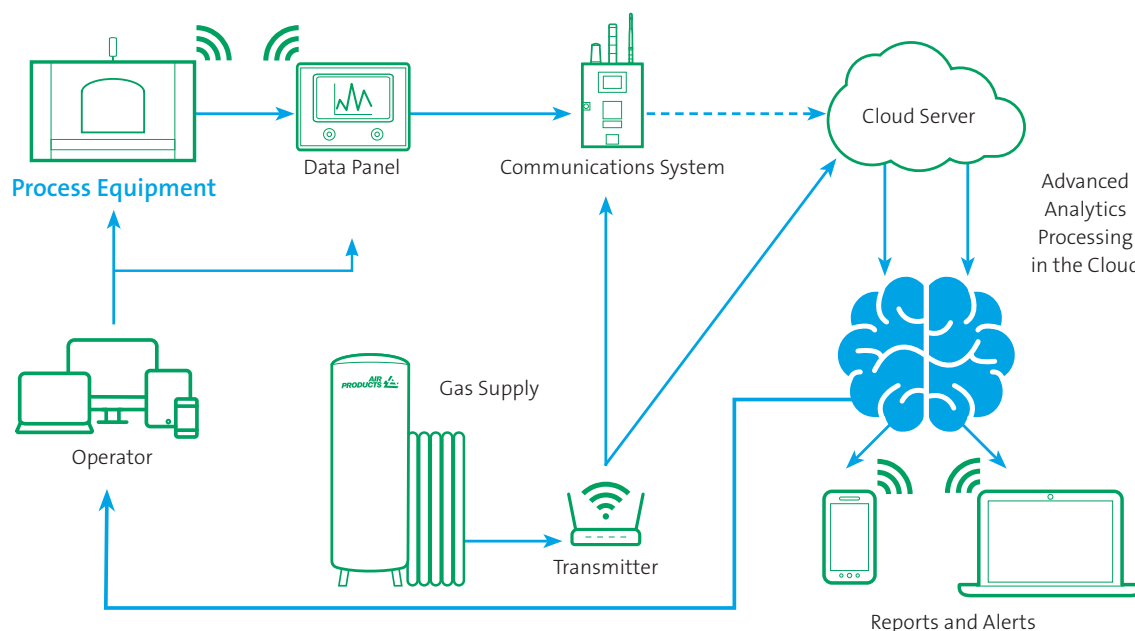 Process Equipment
Data Panel
Communications System
Cloud Server
Advanced
Analytics
Processing
in the Cloud
AIR
PRODUCTS
Gas Supply
Operator
Transmitter
Reports and Alerts